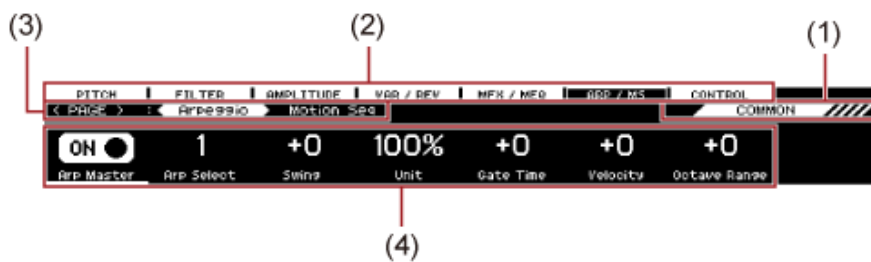 (3) (2) (1)
PITCH FILTER AMPLITUDE VAR / REV MFX / MEQ ARP / MS CONTROL
< PAGE > : Arpeggio Motion Seq COMMON
ON 1 +0 100% +0 +0 +0
Arp Master Arp Select Swing Unit Gate Time Velocity Octave Range
(4)